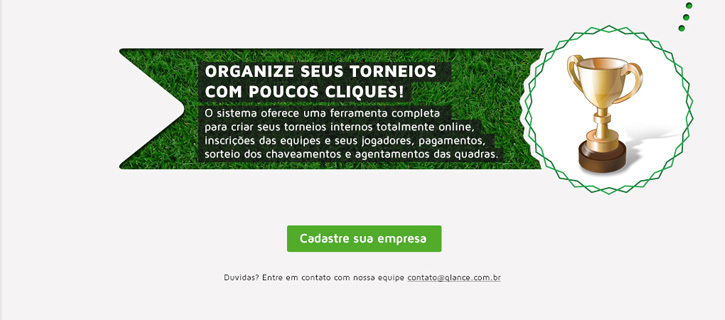 ORGANIZE SEUS TORNEIOS
COM POUCOS CLIQUES!
O sistema oferece uma ferramenta completa
para criar seus torneios internos totalmente online,
inscrições das equipes e seus jogadores, pagamentos,
sorteio dos chaveamentos e agentamentos das quadras.
Cadastre sua empresa
Duvidas? Entre em contato com nossa equipe contato@qlance.com.br